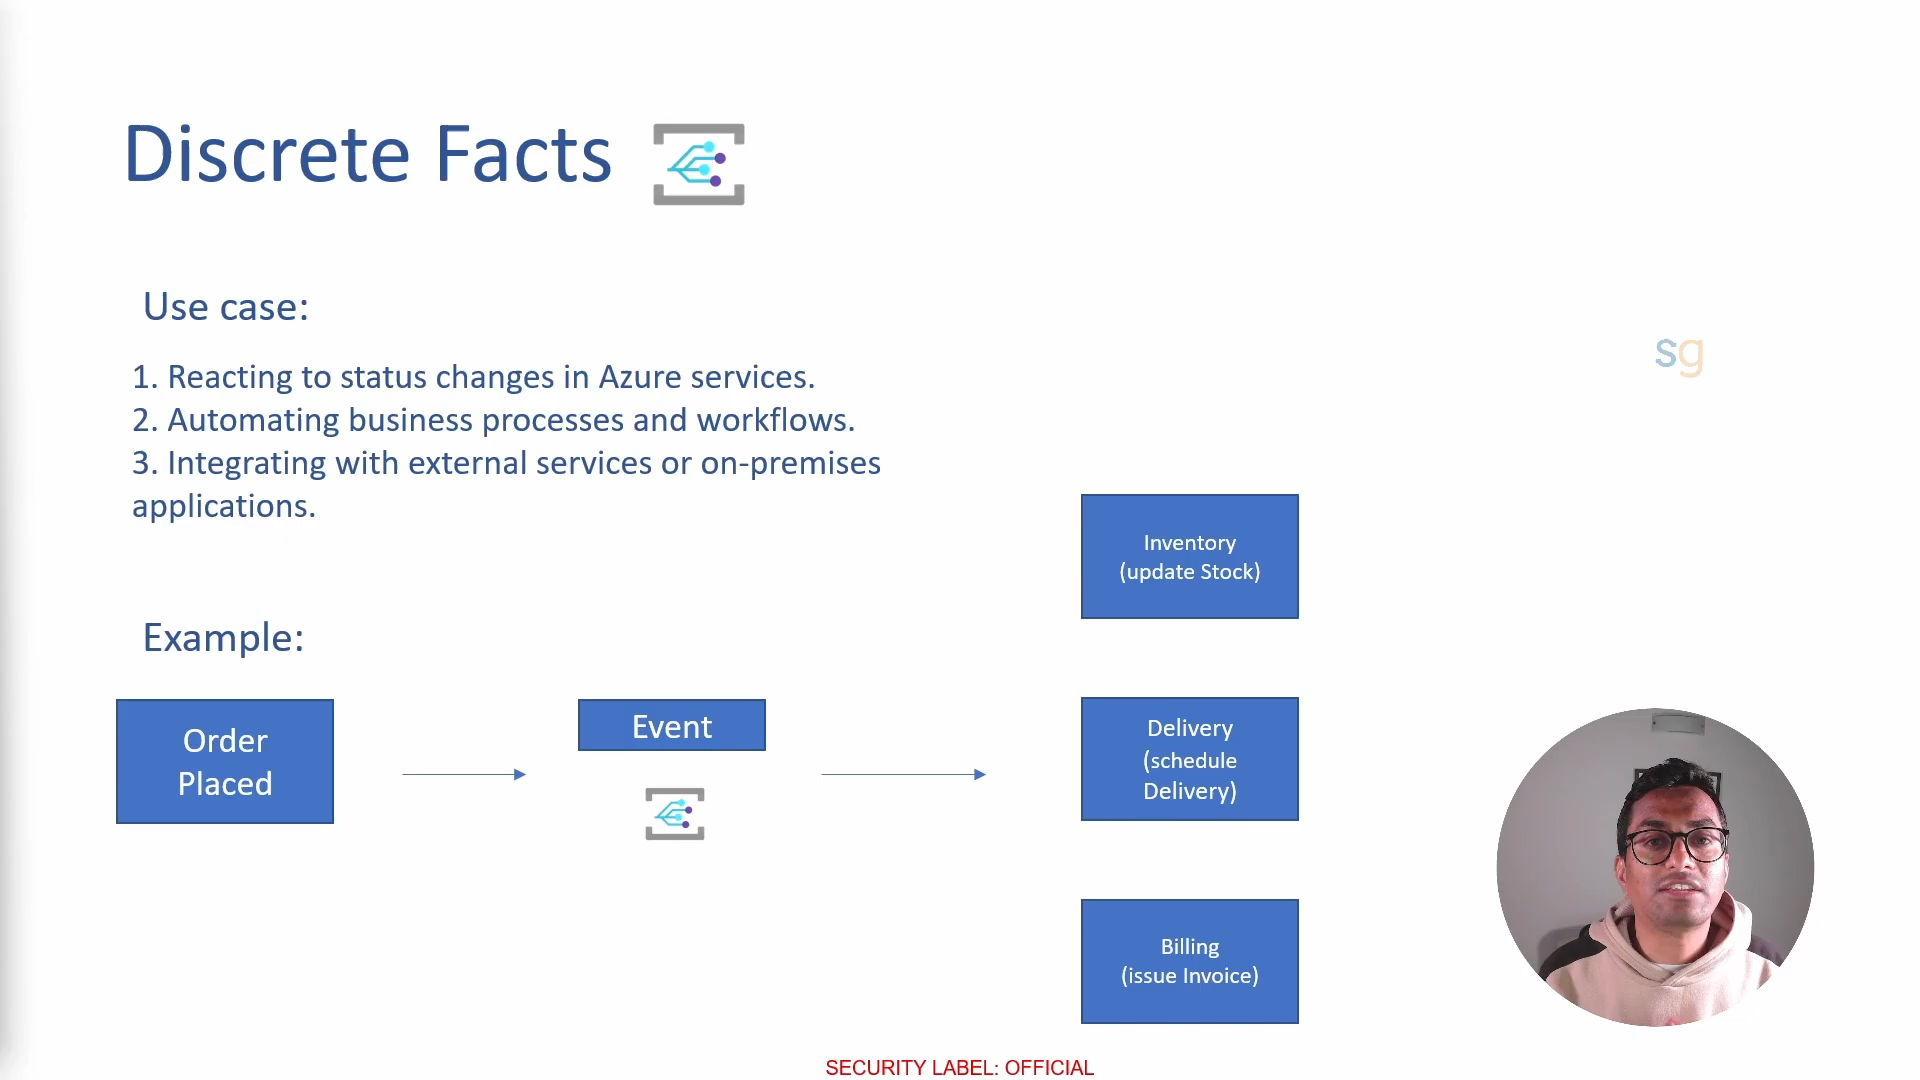 Discrete Facts
Use case:
1. Reacting to status changes in Azure services.
2. Automating business processes and workflows.
3. Integrating with external services or on-premises
applications.
sg
Example:
Order
Placed
Event
Inventory
(update Stock)
Delivery
(schedule
Delivery)
Billing
(issue Invoice)
SECURITY LABEL: OFFICIAL